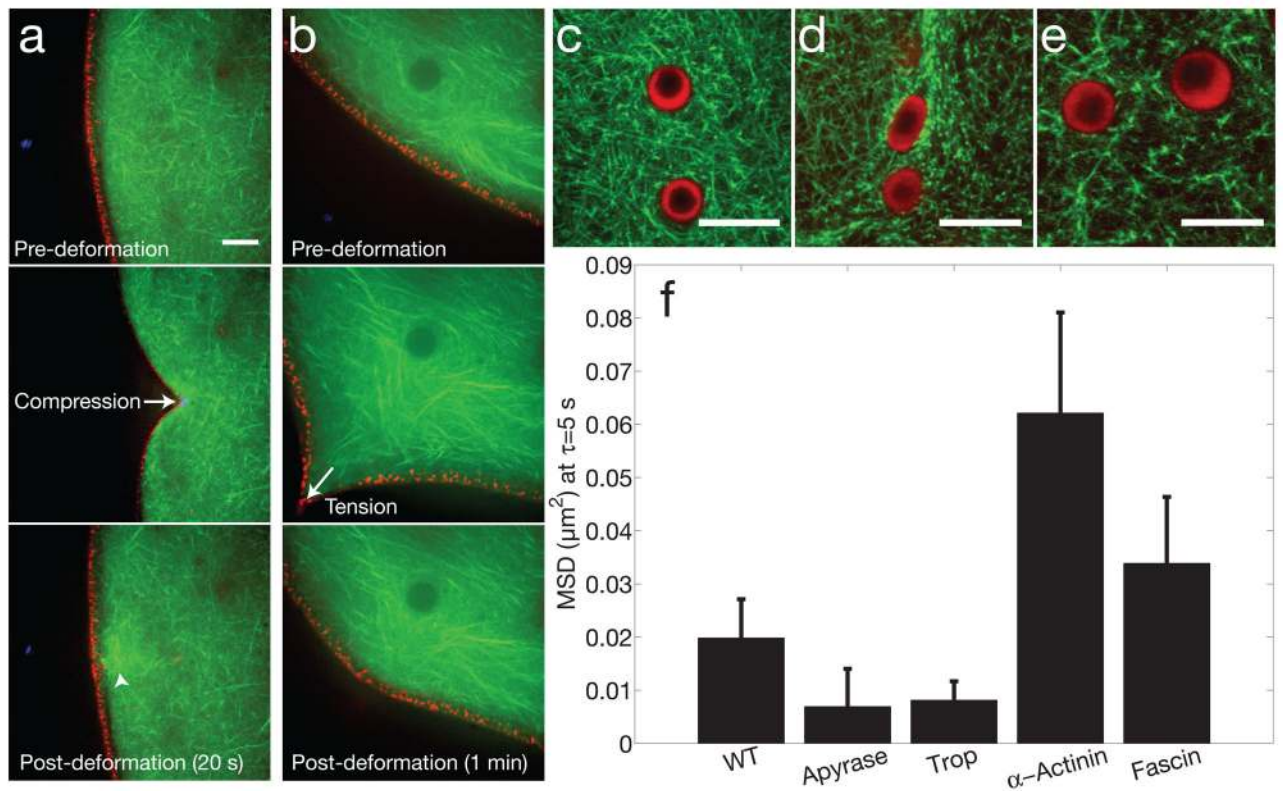 a
Pre-deformation
Compression
Post-deformation (20 s)
b
Pre-deformation
Tension
Post-deformation (1 min)
c
d
e
f
MSD (µm²) at τ=5 s
0.09
0.08
0.07
0.06
0.05
0.04
0.03
0.02
0.01
0
WT
Apyrase
Trop
α-Actinin
Fascin